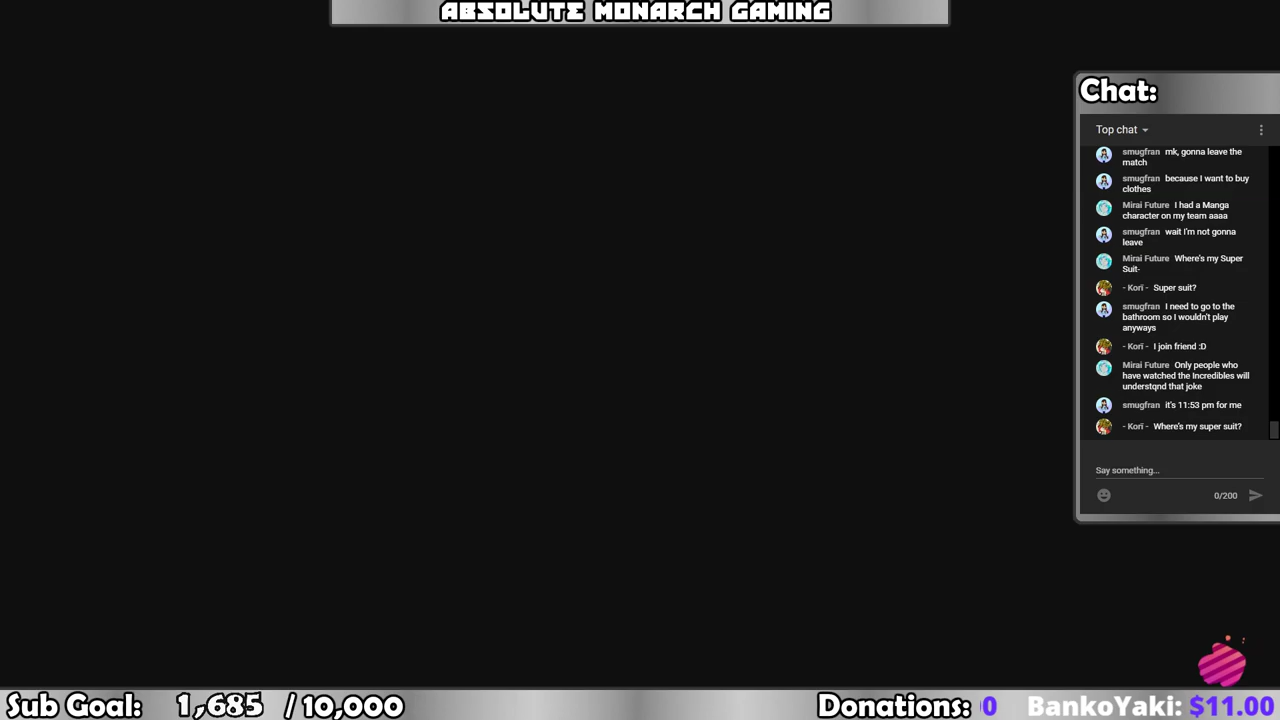 ABSOLUTE MONARCH GAMING
Chat:
Top chat
smugfran mk, gonna leave the
match
smugfran because I want to buy
clothes
Mirai Future I had a Manga
character on my team aaaa
smugfran wait I'm not gonna
leave
Mirai Future Where's my Super
Suit-
- Korï - Super suit?
smugfran I need to go to the
bathroom so I wouldn't play
anyways
- Korï - I join friend :D
Mirai Future Only people who
have watched the Incredibles will
understqnd that joke
smugfran it's 11:53 pm for me
- Korï - Where's my super suit?
Say something...
0/200
Sub Goal: 1,685 / 10,000
Donations: 0 BankoYaki: $11.00